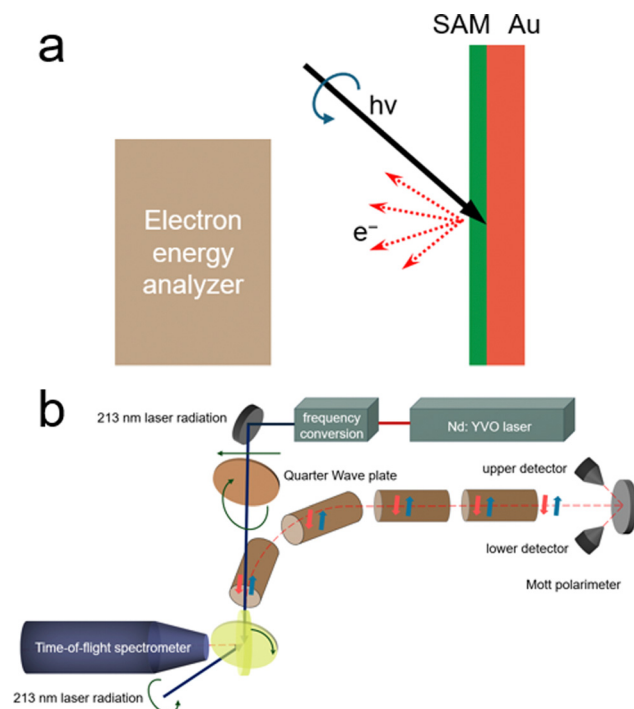 a
SAM Au
hν
e⁻
Electron
energy
analyzer
b
213 nm laser radiation
frequency
conversion
Nd: YVO laser
Quarter Wave plate
upper detector
lower detector
Mott polarimeter
Time-of-flight spectrometer
213 nm laser radiation